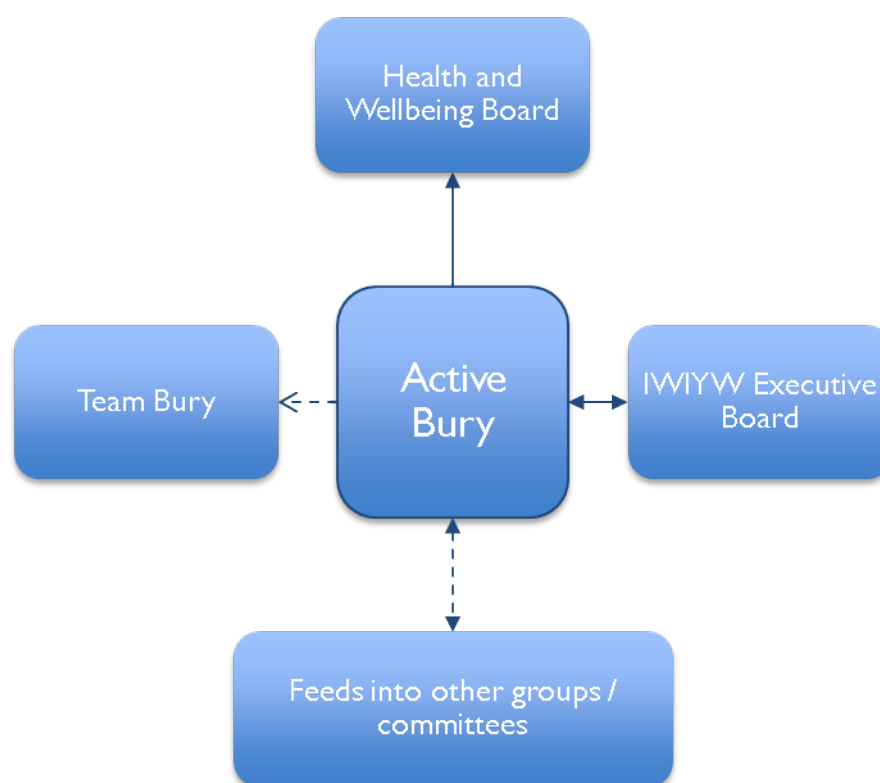 Health and
Wellbeing Board
Team Bury
Active
Bury
IWIYW Executive
Board
Feeds into other groups /
committees